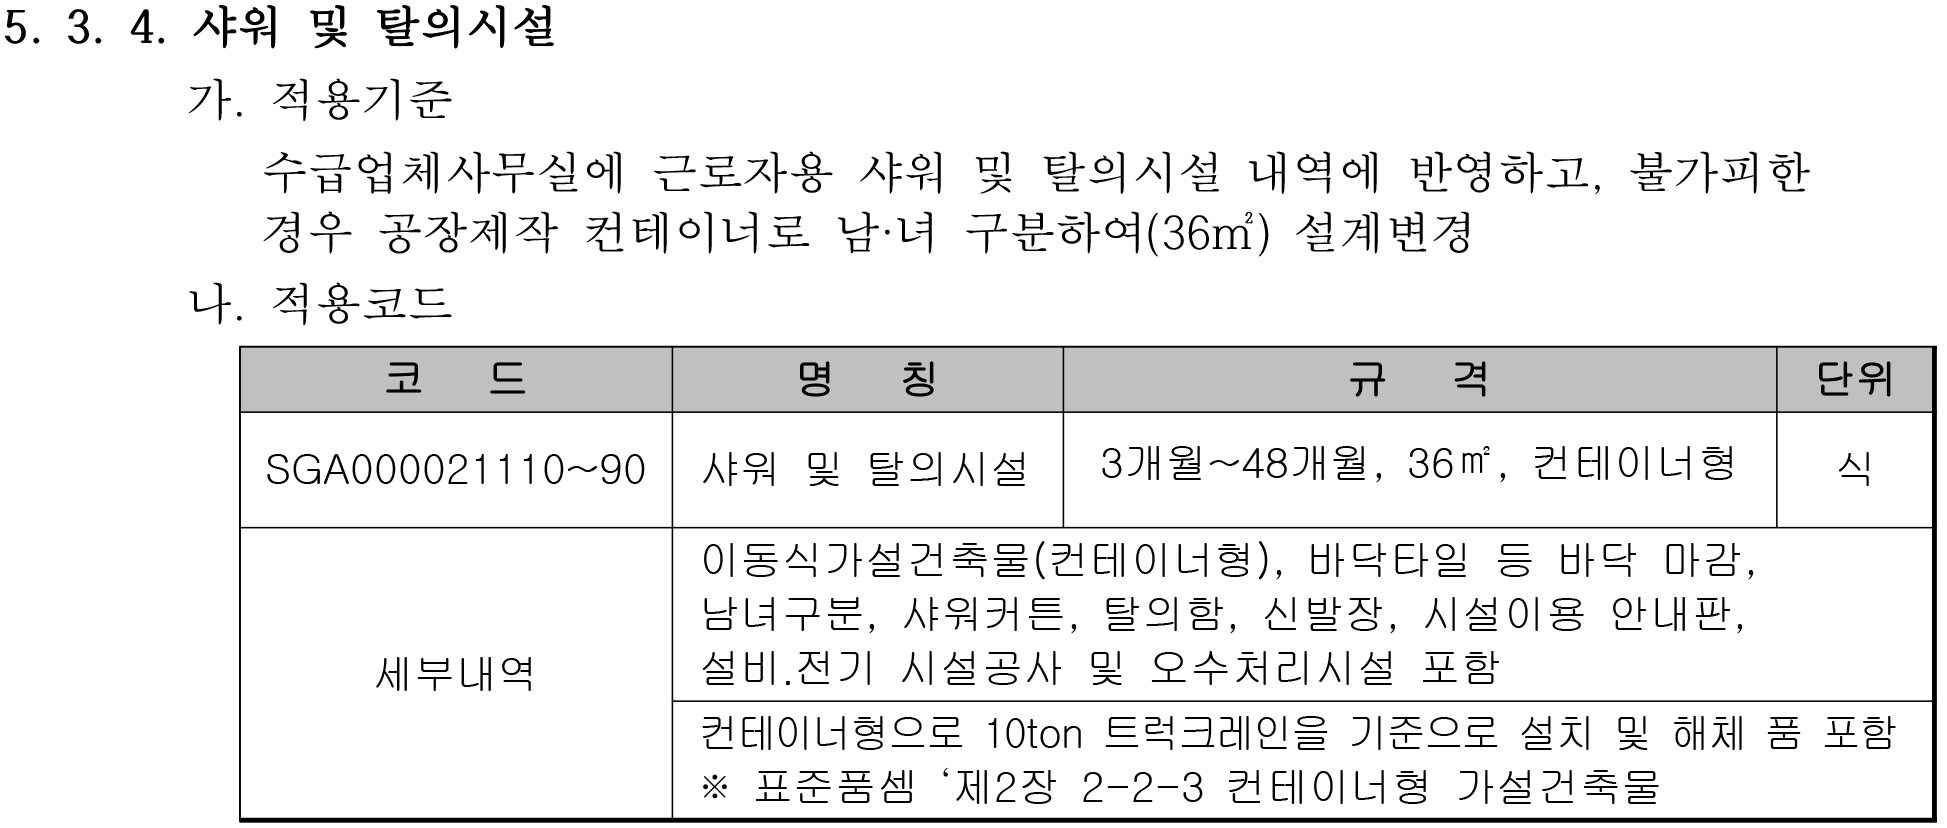 5. 3. 4. 샤워 및 탈의시설
가. 적용기준
수급업체사무실에 근로자용 샤워 및 탈의시설 내역에 반영하고, 불가피한
경우 공장제작 컨테이너로 남·녀 구분하여(36㎡) 설계변경
나. 적용코드
코 드 명 칭 규 격 단위
SGA000021110~90 샤워 및 탈의시설 3개월~48개월, 36㎡, 컨테이너형 식
세부내역
이동식가설건축물(컨테이너형), 바닥타일 등 바닥 마감,
남녀구분, 샤워커튼, 탈의함, 신발장, 시설이용 안내판,
설비.전기 시설공사 및 오수처리시설 포함
컨테이너형으로 10ton 트럭크레인을 기준으로 설치 및 해체 품 포함
※ 표준품셈 ‘제2장 2-2-3 컨테이너형 가설건축물